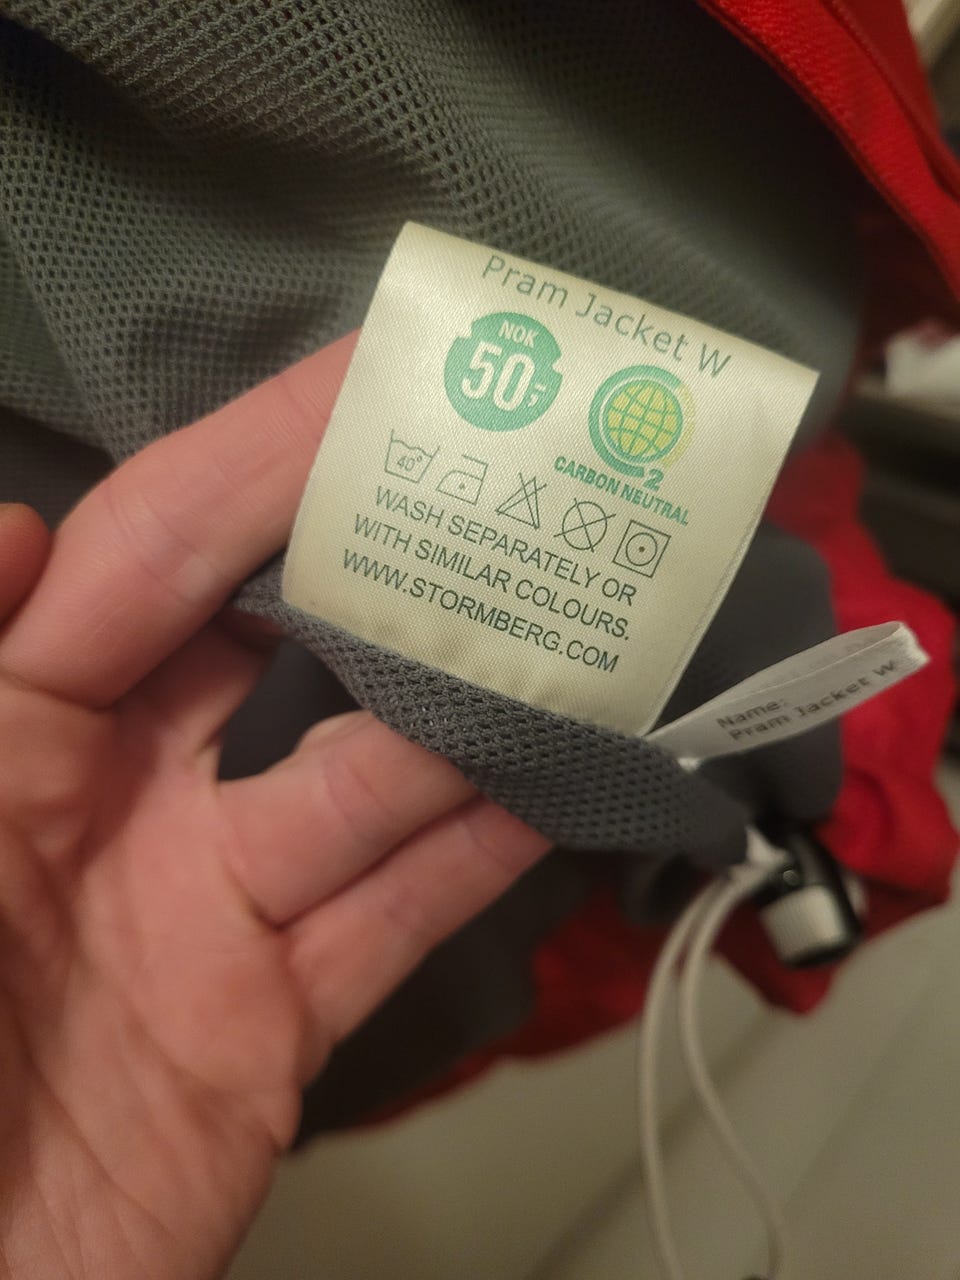 Pram Jacket W
NOK
50,-
2
CARBON NEUTRAL
40°
WASH SEPARATELY OR
WITH SIMILAR COLOURS.
WWW.STORMBERG.COM
Name:
Pram Jacket W